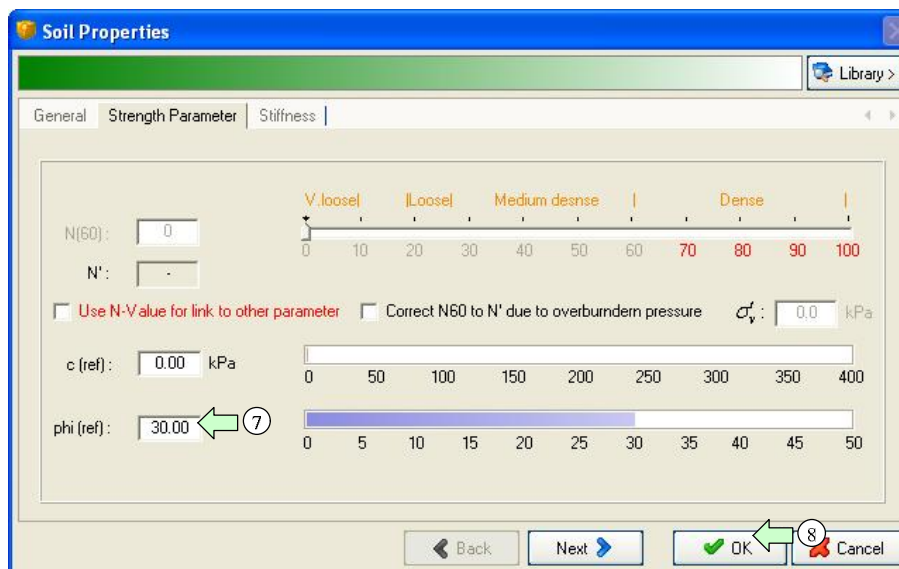 Soil Properties
Library >
General Strength Parameter Stiffness
V.loose| |Loose| Medium desnse | Dense |
N(60) : 0
0 10 20 30 40 50 60 70 80 90 100
N' : -
Use N-Value for link to other parameter Correct N60 to N' due to overburndern pressure σ'v : 0.0 kPa
c (ref) : 0.00 kPa
0 50 100 150 200 250 300 350 400
phi (ref) : 30.00 7
0 5 10 15 20 25 30 35 40 45 50
Back Next OK 8 Cancel